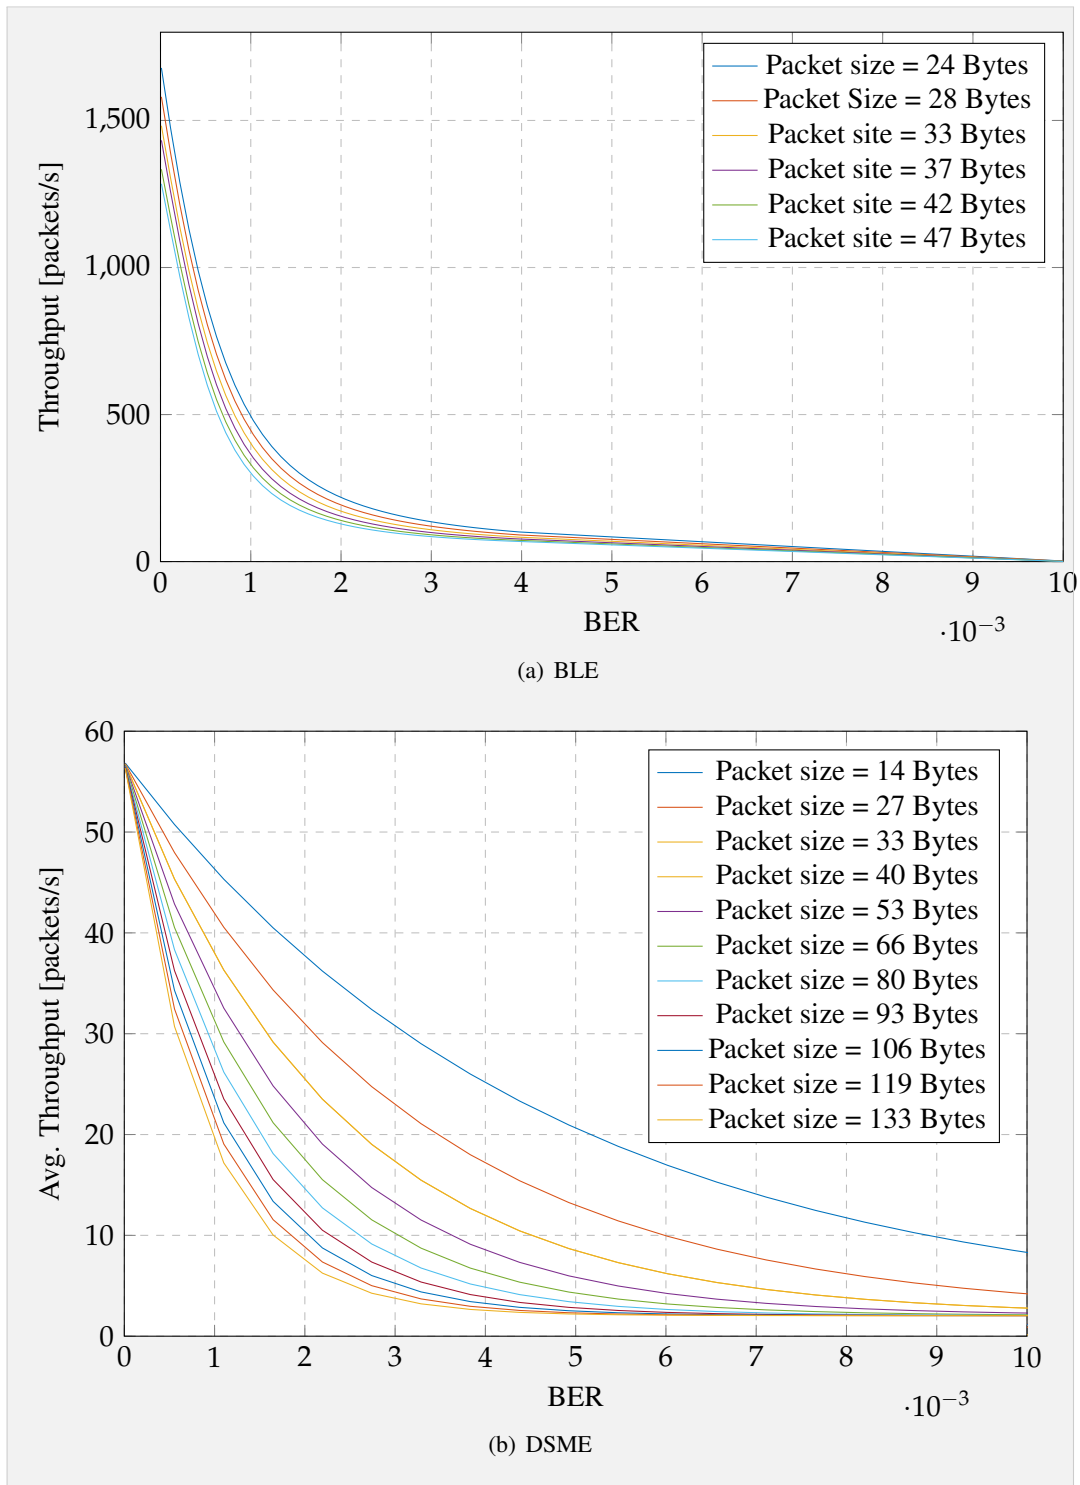 1,500
1,000
500
0
Throughput [packets/s]
Packet size = 24 Bytes
Packet Size = 28 Bytes
Packet site = 33 Bytes
Packet site = 37 Bytes
Packet site = 42 Bytes
Packet site = 47 Bytes
0 1 2 3 4 5 6 7 8 9 10
BER
·10−3
(a) BLE
60
50
40
30
20
10
0
Avg. Throughput [packets/s]
Packet size = 14 Bytes
Packet size = 27 Bytes
Packet size = 33 Bytes
Packet size = 40 Bytes
Packet size = 53 Bytes
Packet size = 66 Bytes
Packet size = 80 Bytes
Packet size = 93 Bytes
Packet size = 106 Bytes
Packet size = 119 Bytes
Packet size = 133 Bytes
0 1 2 3 4 5 6 7 8 9 10
BER
·10−3
(b) DSME